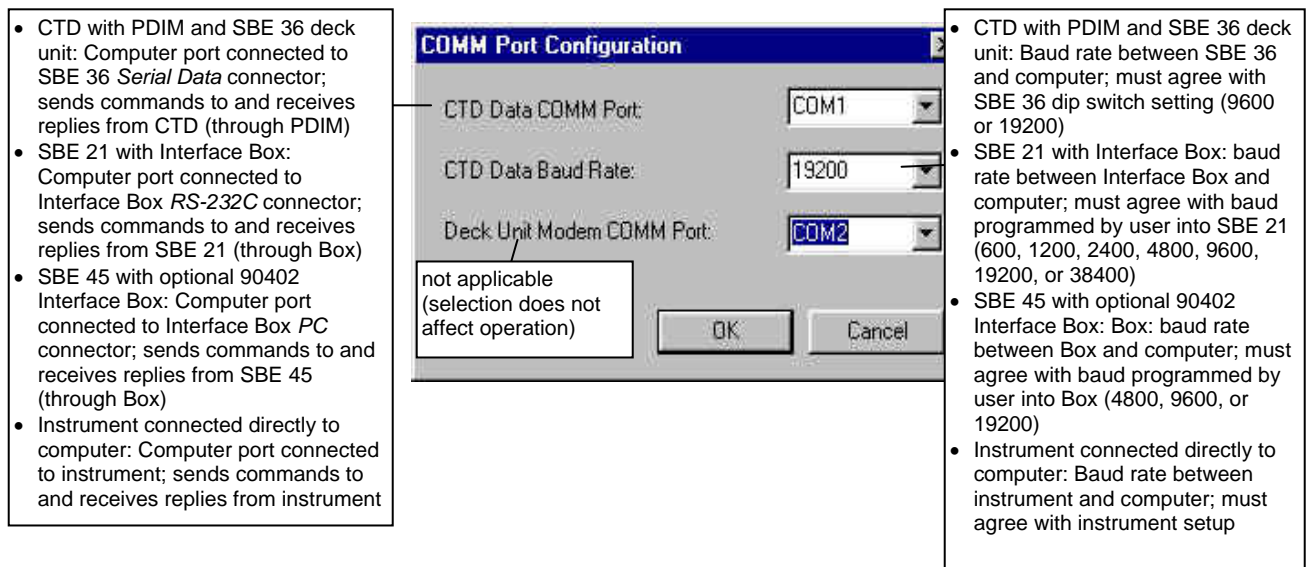 • CTD with PDIM and SBE 36 deck
unit: Computer port connected to
SBE 36 Serial Data connector;
sends commands to and receives
replies from CTD (through PDIM)
• SBE 21 with Interface Box:
Computer port connected to
Interface Box RS-232C connector;
sends commands to and receives
replies from SBE 21 (through Box)
• SBE 45 with optional 90402
Interface Box: Computer port
connected to Interface Box PC
connector; sends commands to and
receives replies from SBE 45
(through Box)
• Instrument connected directly to
computer: Computer port connected
to instrument; sends commands to
and receives replies from instrument
COMM Port Configuration
CTD Data COMM Port:
COM1
CTD Data Baud Rate:
19200
Deck Unit Modem COMM Port:
COM2
not applicable
(selection does not
affect operation)
OK
Cancel
• CTD with PDIM and SBE 36 deck
unit: Baud rate between SBE 36
and computer; must agree with
SBE 36 dip switch setting (9600
or 19200)
• SBE 21 with Interface Box: baud
rate between Interface Box and
computer; must agree with baud
programmed by user into SBE 21
(600, 1200, 2400, 4800, 9600,
19200, or 38400)
• SBE 45 with optional 90402
Interface Box: Box: baud rate
between Box and computer; must
agree with baud programmed by
user into Box (4800, 9600, or
19200)
• Instrument connected directly to
computer: Baud rate between
instrument and computer; must
agree with instrument setup